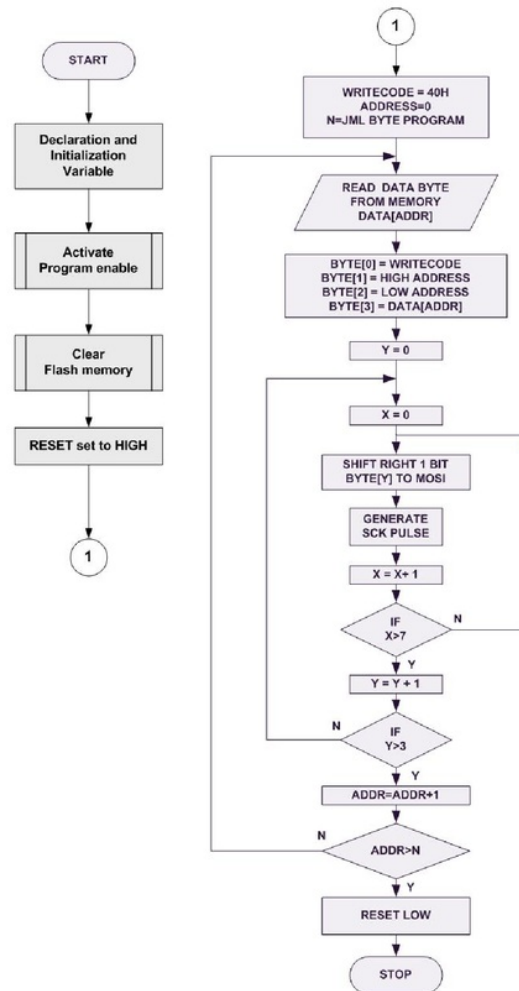 START
Declaration and
Initialization
Variable
Activate
Program enable
Clear
Flash memory
RESET set to HIGH
1
1
WRITECODE = 40H
ADDRESS=0
N=JML BYTE PROGRAM
READ DATA BYTE
FROM MEMORY
DATA[ADDR]
BYTE[0] = WRITECODE
BYTE[1] = HIGH ADDRESS
BYTE[2] = LOW ADDRESS
BYTE[3] = DATA[ADDR]
Y = 0
X = 0
SHIFT RIGHT 1 BIT
BYTE[Y] TO MOSI
GENERATE
SCK PULSE
X = X+ 1
IF
X>7
N
Y
Y = Y + 1
N
IF
Y>3
Y
ADDR=ADDR+1
N
ADDR>N
Y
RESET LOW
STOP